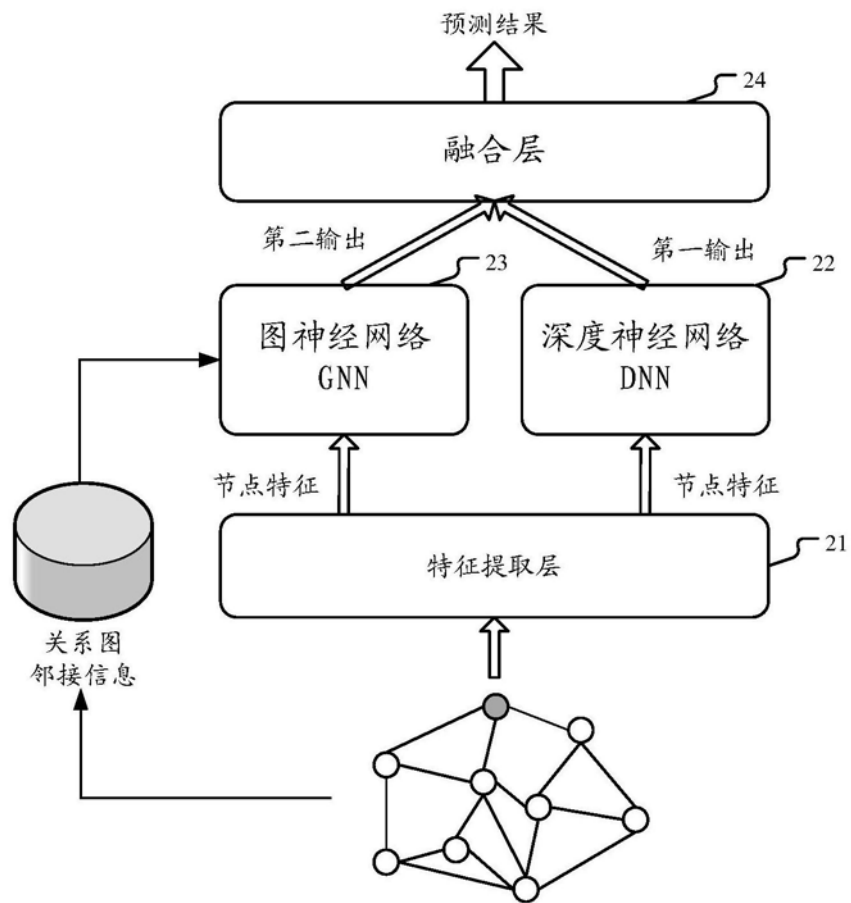 预测结果
24
融合层
第二输出
第一输出
23
22
图神经网络
GNN
深度神经网络
DNN
节点特征
节点特征
21
特征提取层
关系图
邻接信息